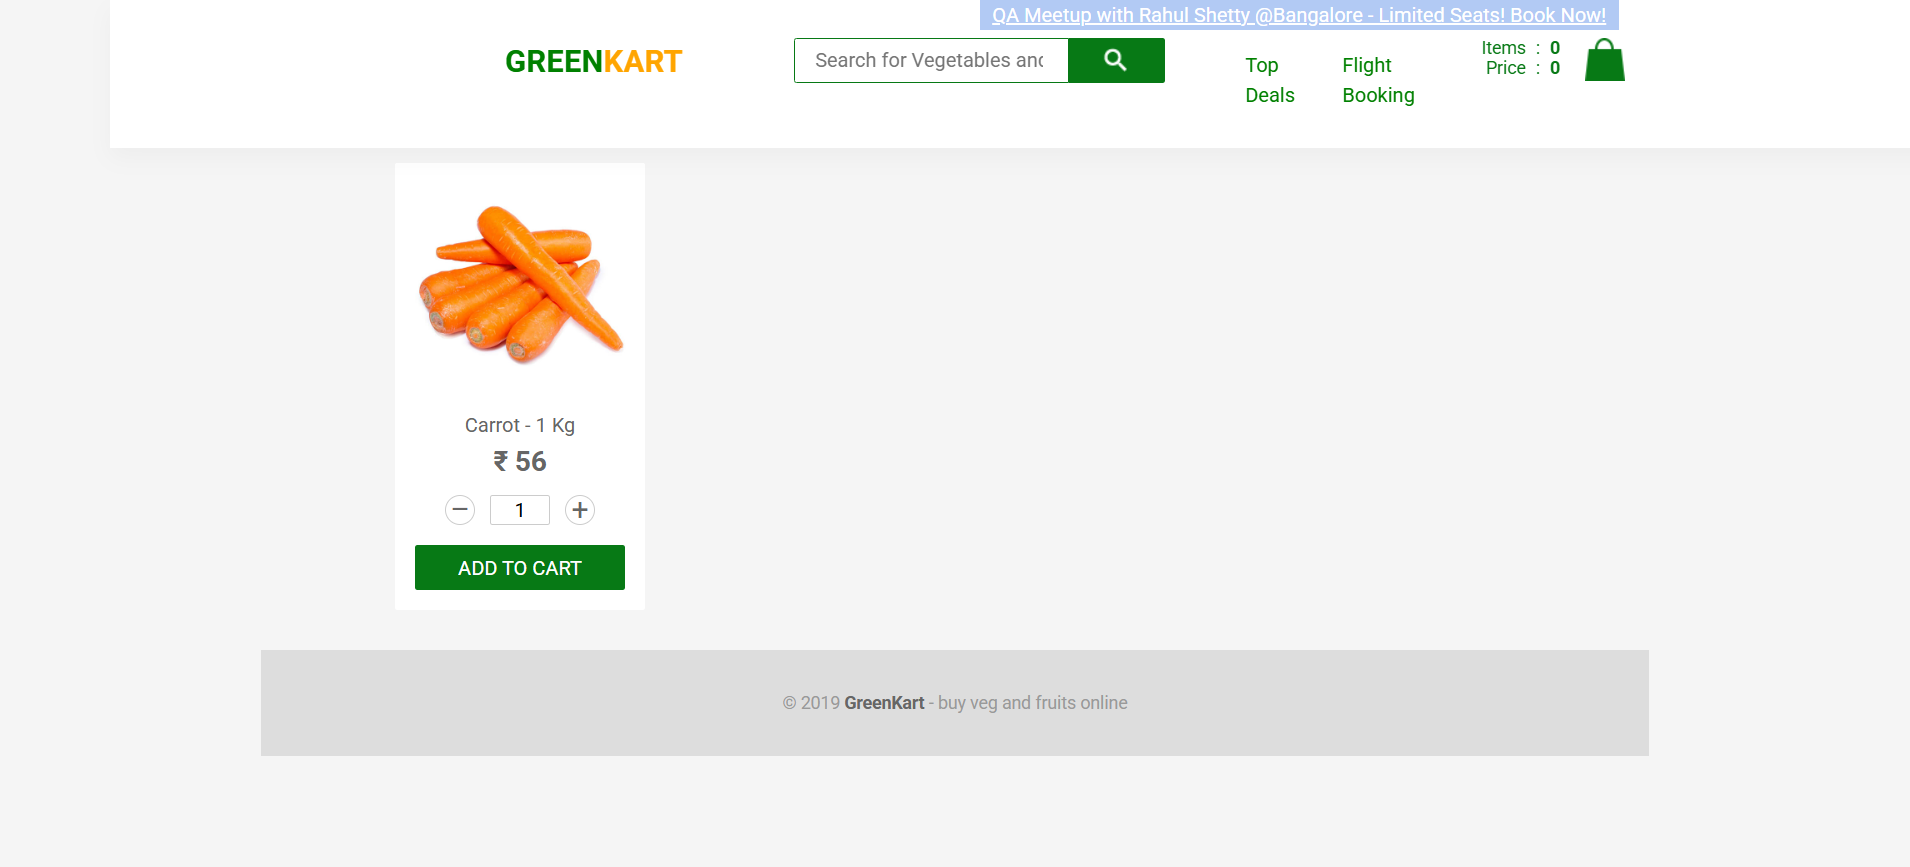 QA Meetup with Rahul Shetty @Bangalore - Limited Seats! Book Now!
GREENKART
Search for Vegetables and
Top Deals
Flight Booking
Items : 0
Price : 0
Carrot - 1 Kg
₹ 56
− 1 +
ADD TO CART
© 2019 GreenKart - buy veg and fruits online